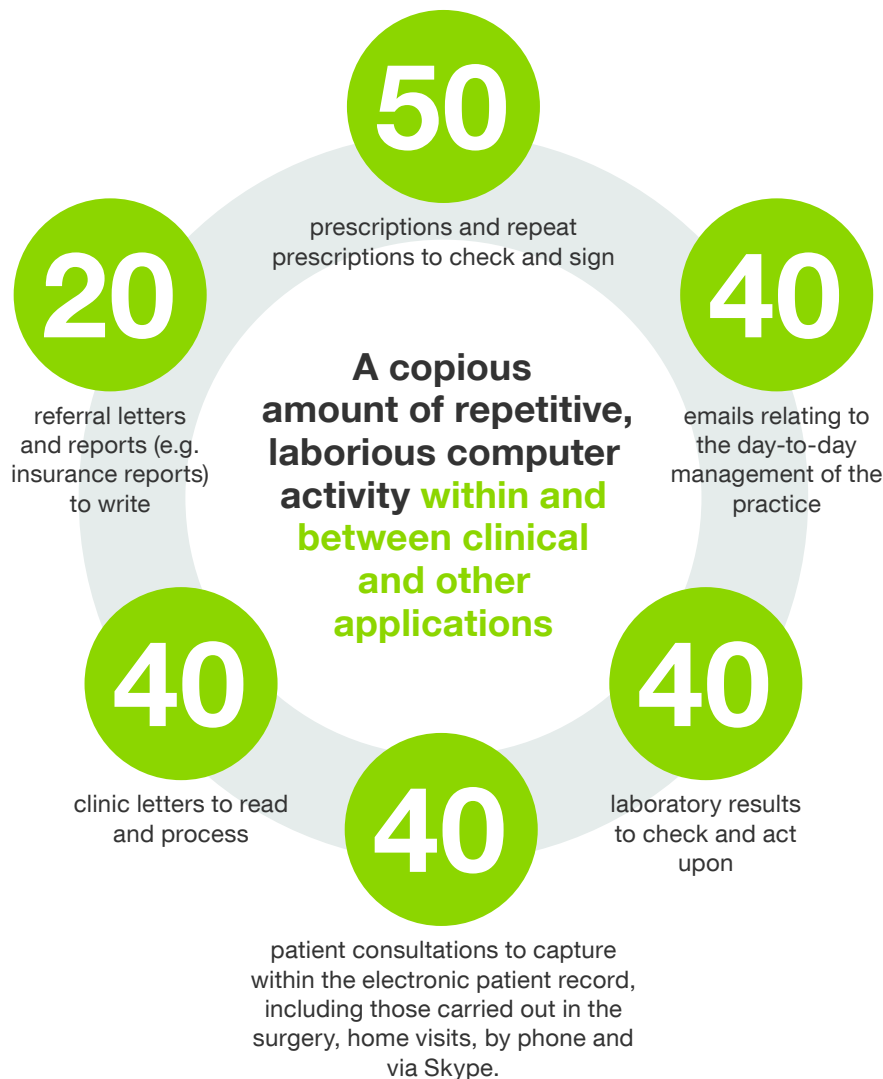 50
prescriptions and repeat
prescriptions to check and sign
40
emails relating to
the day-to-day
management of the
practice
40
laboratory results
to check and act
upon
40
patient consultations to capture
within the electronic patient record,
including those carried out in the
surgery, home visits, by phone and
via Skype.
40
clinic letters to read
and process
20
referral letters
and reports (e.g.
insurance reports)
to write
A copious
amount of repetitive,
laborious computer
activity within and
between clinical
and other
applications